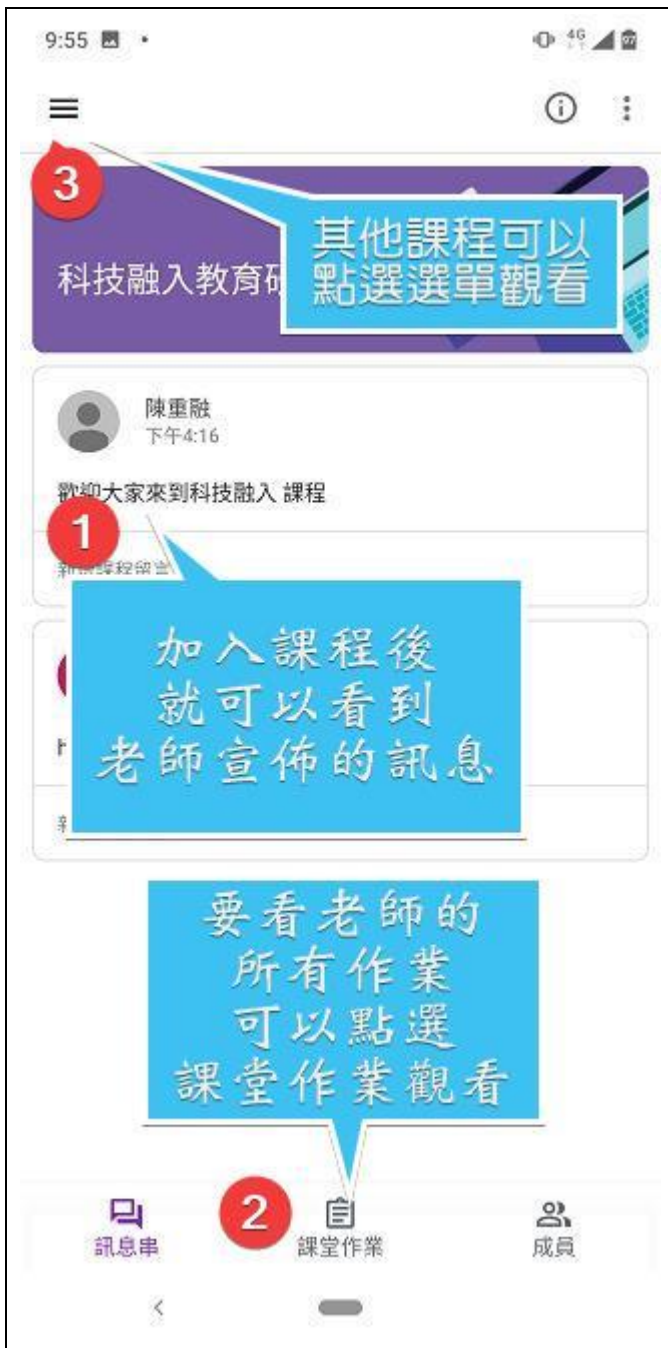 9:55
4G
97
3
其他課程可以
點選選單觀看
科技融入教育
陳重融
下午4:16
歡迎大家來到科技融入 課程
1
加入課程後
就可以看到
老師宣佈的訊息
要看老師的
所有作業
可以點選
課堂作業觀看
2
訊息串
課堂作業
成員